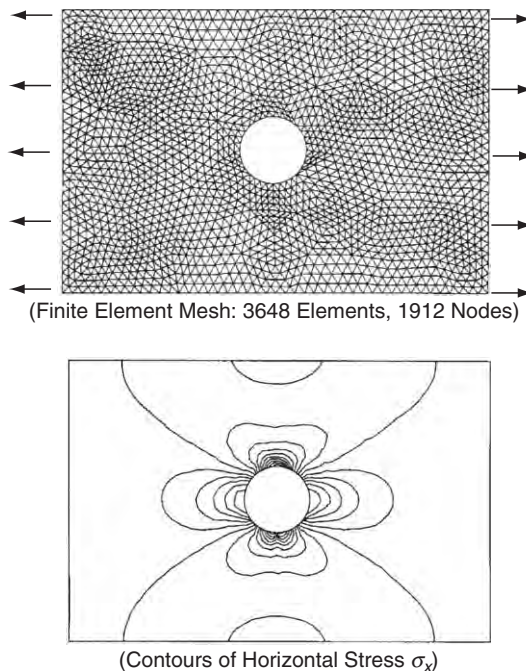 (Finite Element Mesh: 3648 Elements, 1912 Nodes)
(Contours of Horizontal Stress σx)